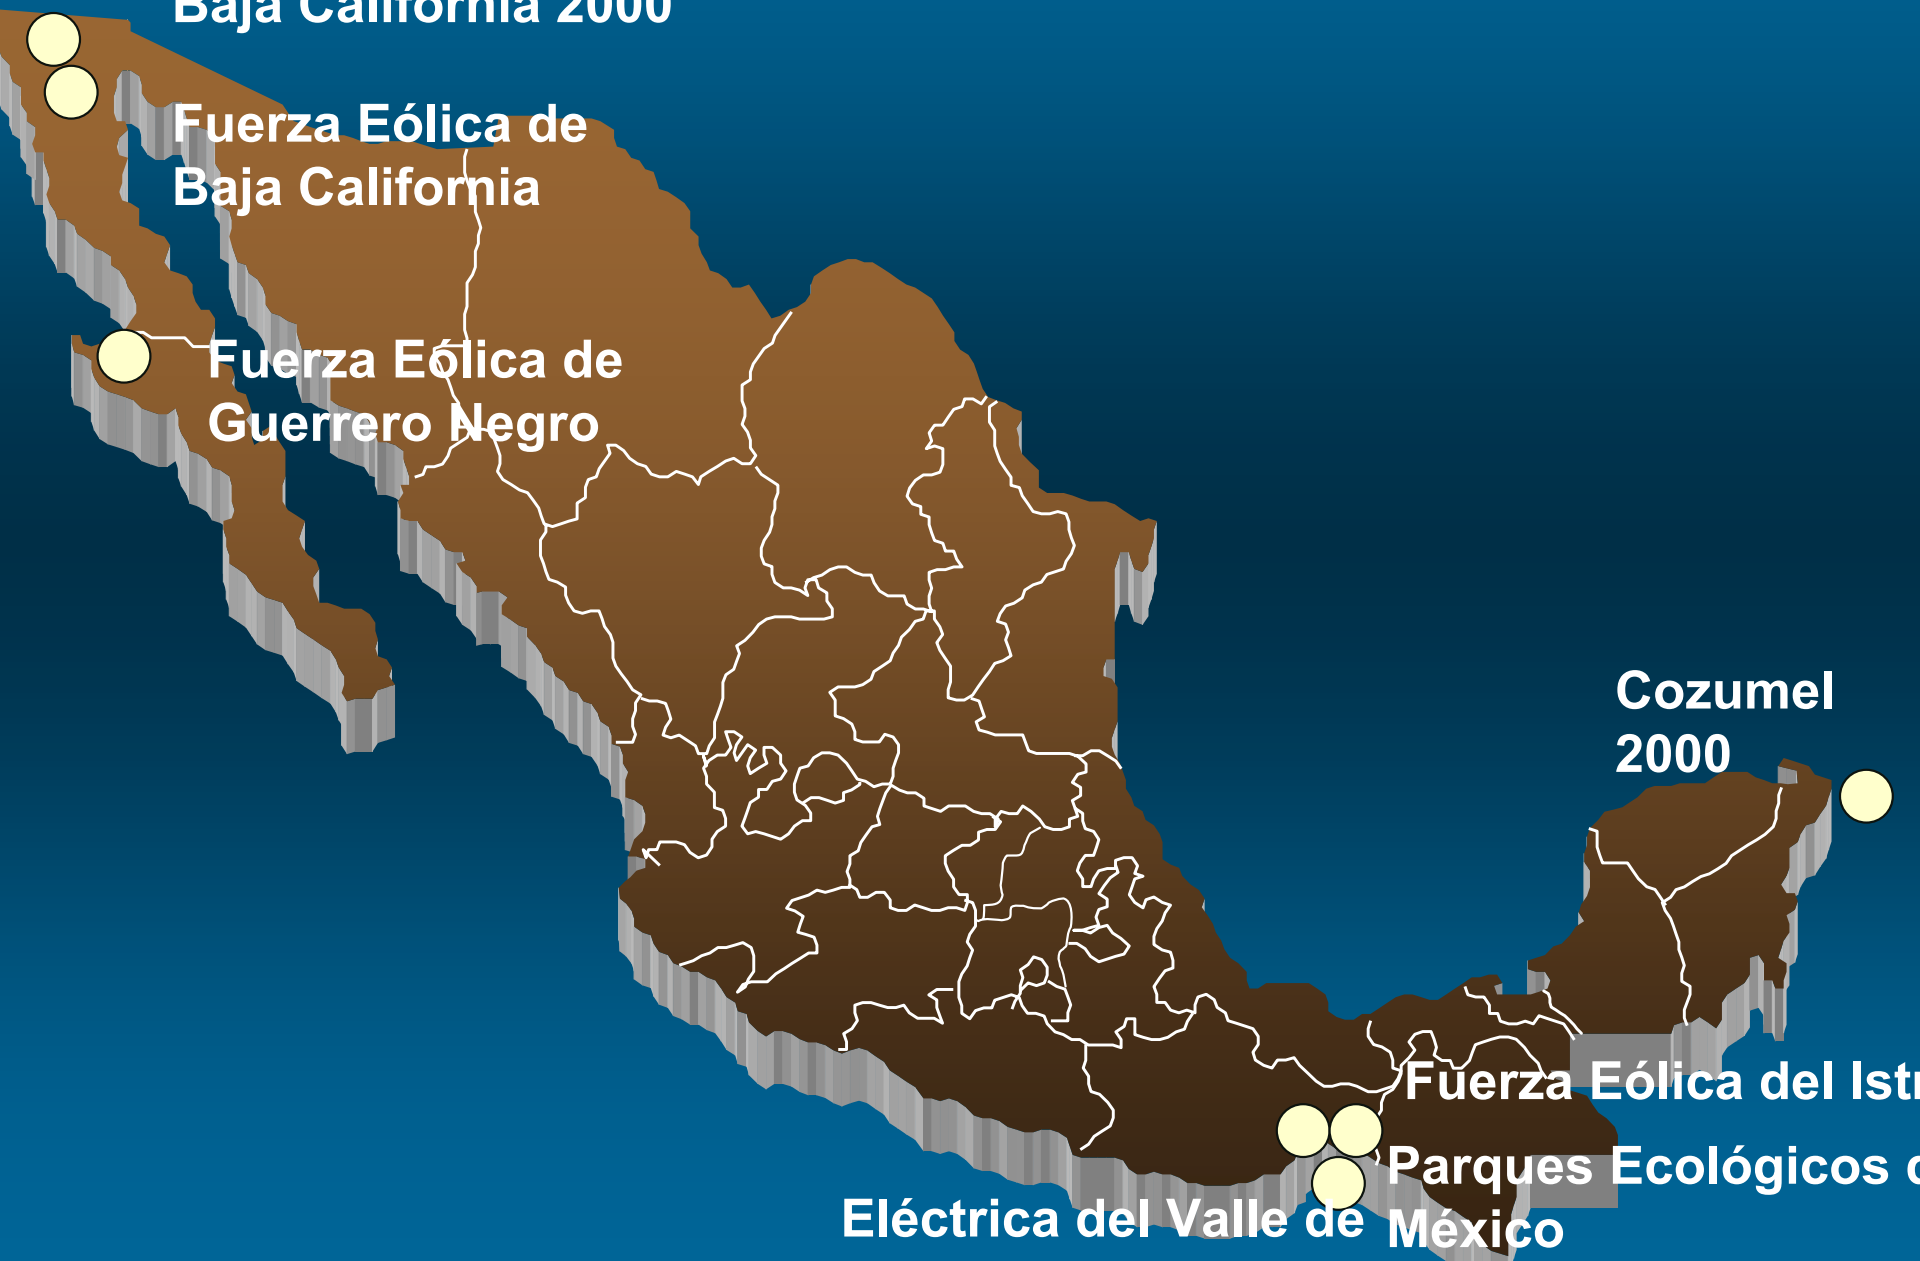 Baja California 2000
Fuerza Eólica de
Baja California
Fuerza Eólica de
Guerrero Negro
Cozumel
2000
Fuerza Eólica del
Parques Ecológicos
México
Eléctrica del Valle de